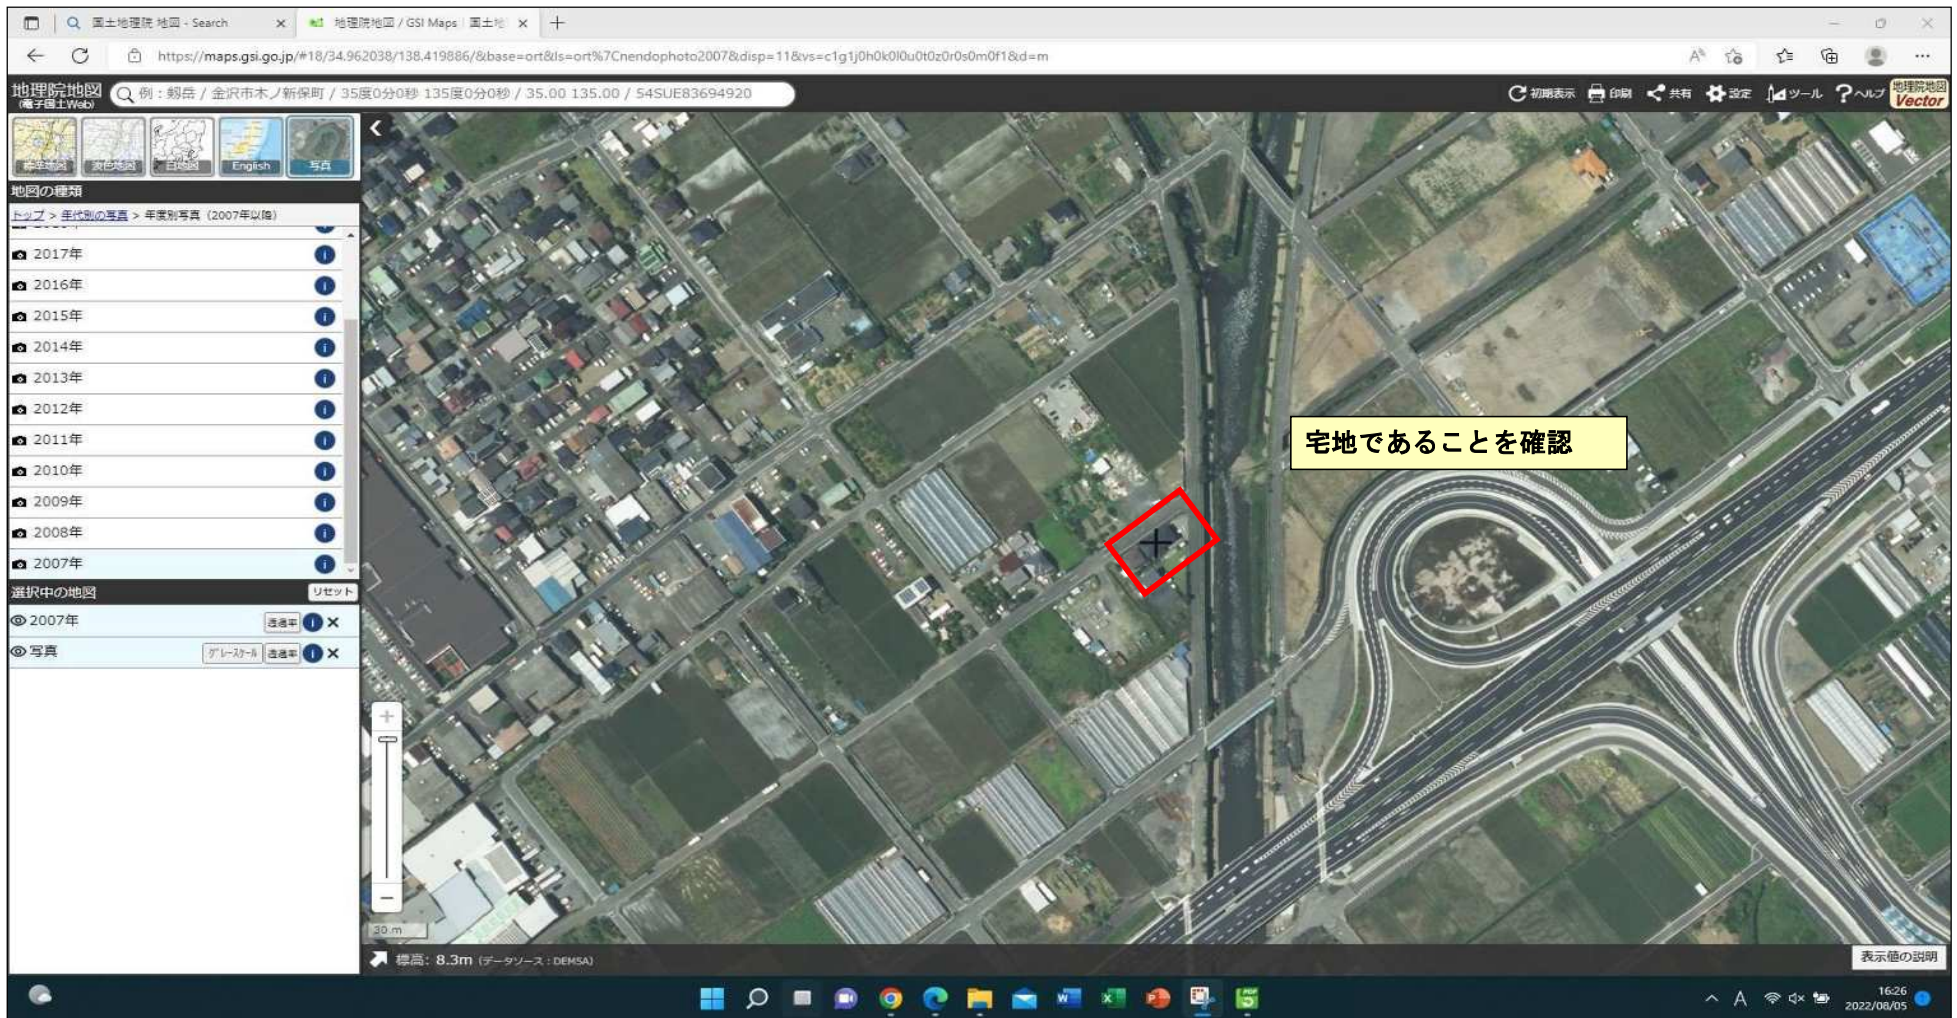 国土地理院 地図 - Search
地理院地図 / GSI Maps｜国土地
https://maps.gsi.go.jp/#18/34.962038/138.419886/&base=ort&ls=ort%7Cnendophoto2007&disp=11&vs=c1g1j0h0k0l0u0t0z0r0s0m0f1&d=m
地理院地図
(電子国土Web)
例：剱岳 / 金沢市木ノ新保町 / 35度0分0秒 135度0分0秒 / 35.00 135.00 / 54SUE83694920
初期表示 印刷 共有 設定 ツール ヘルプ
地理院地図
Vector
標準地図 淡色地図 白地図 English 写真
地図の種類
トップ > 年代別の写真 > 年度別写真（2007年以降）
2017年
2016年
2015年
2014年
2013年
2012年
2011年
2010年
2009年
2008年
2007年
選択中の地図 リセット
2007年 透過率
写真 グレースケール 透過率
宅地であることを確認
30 m
標高: 8.3m (データソース：DEM5A)
表示値の説明
16:26
2022/08/05